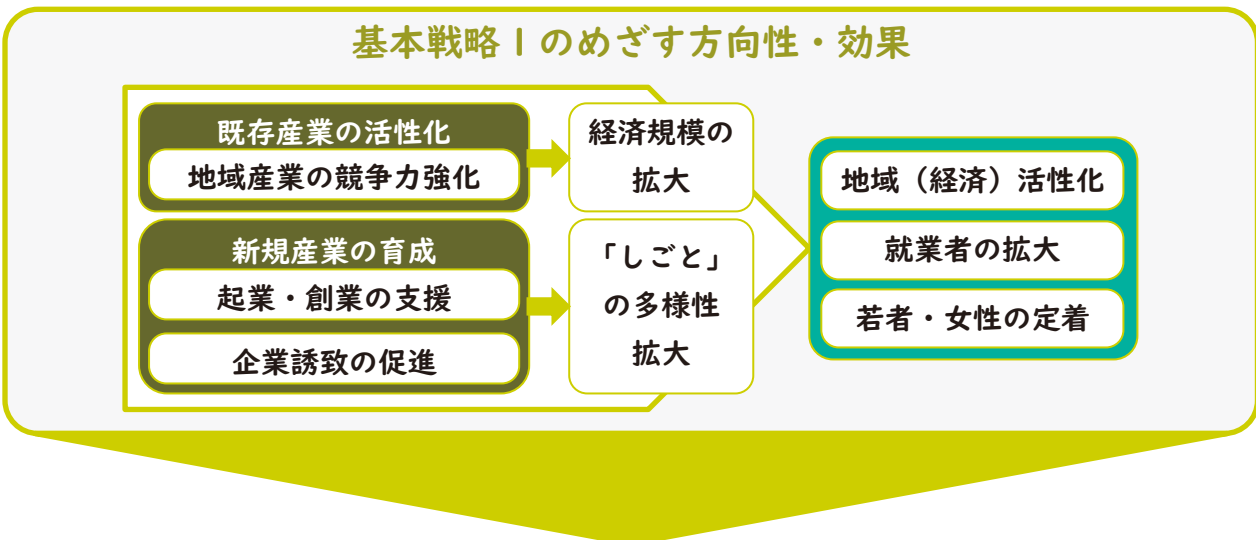 基本戦略Ⅰのめざす方向性・効果
既存産業の活性化
地域産業の競争力強化
経済規模の
拡大
新規産業の育成
起業・創業の支援
企業誘致の促進
「しごと」
の多様性
拡大
地域（経済）活性化
就業者の拡大
若者・女性の定着